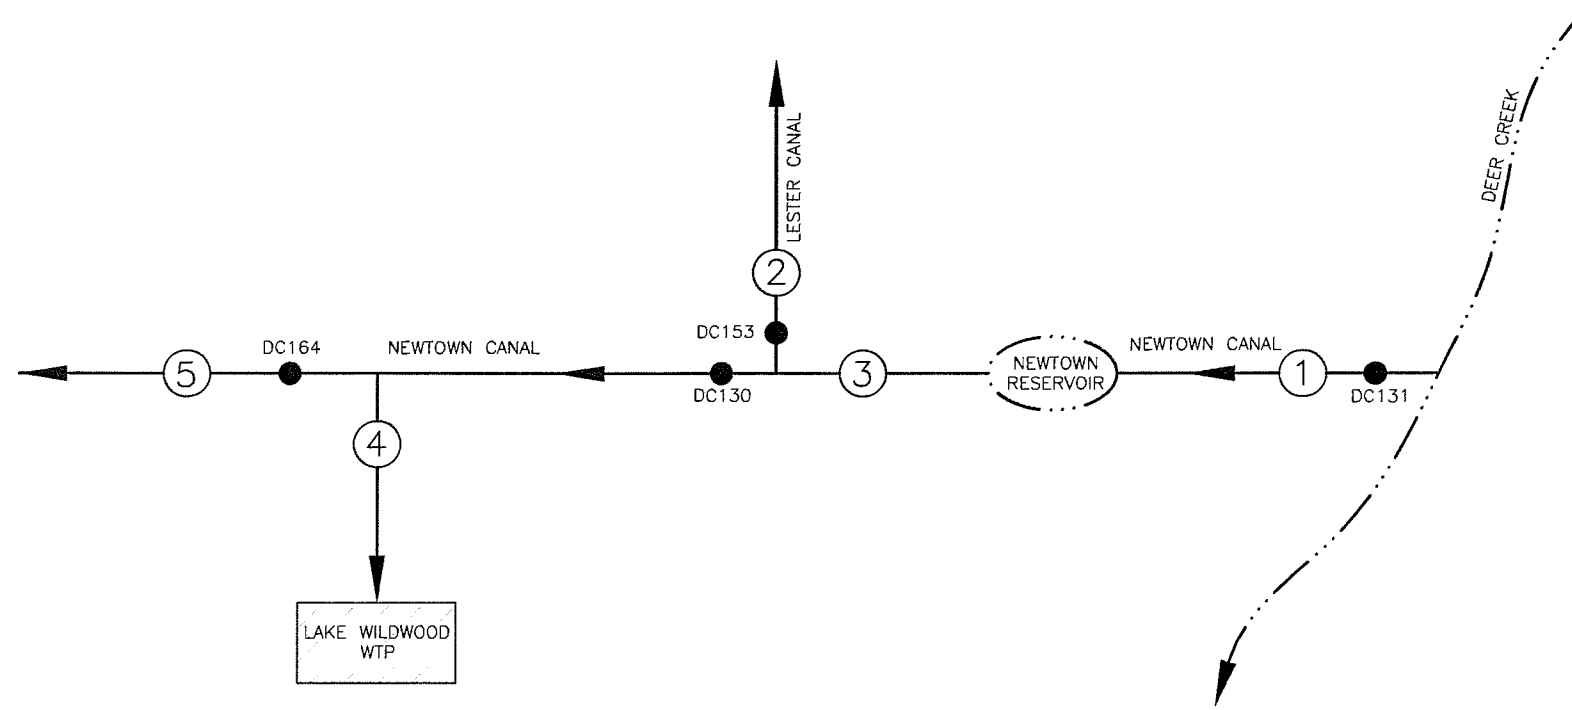 DEER CREEK
LESTER CANAL
2
DC153
DC164
NEWTOWN CANAL
NEWTOWN CANAL
5
3
NEWTOWN
RESERVOIR
1
DC130
DC131
4
LAKE WILDWOOD
WTP